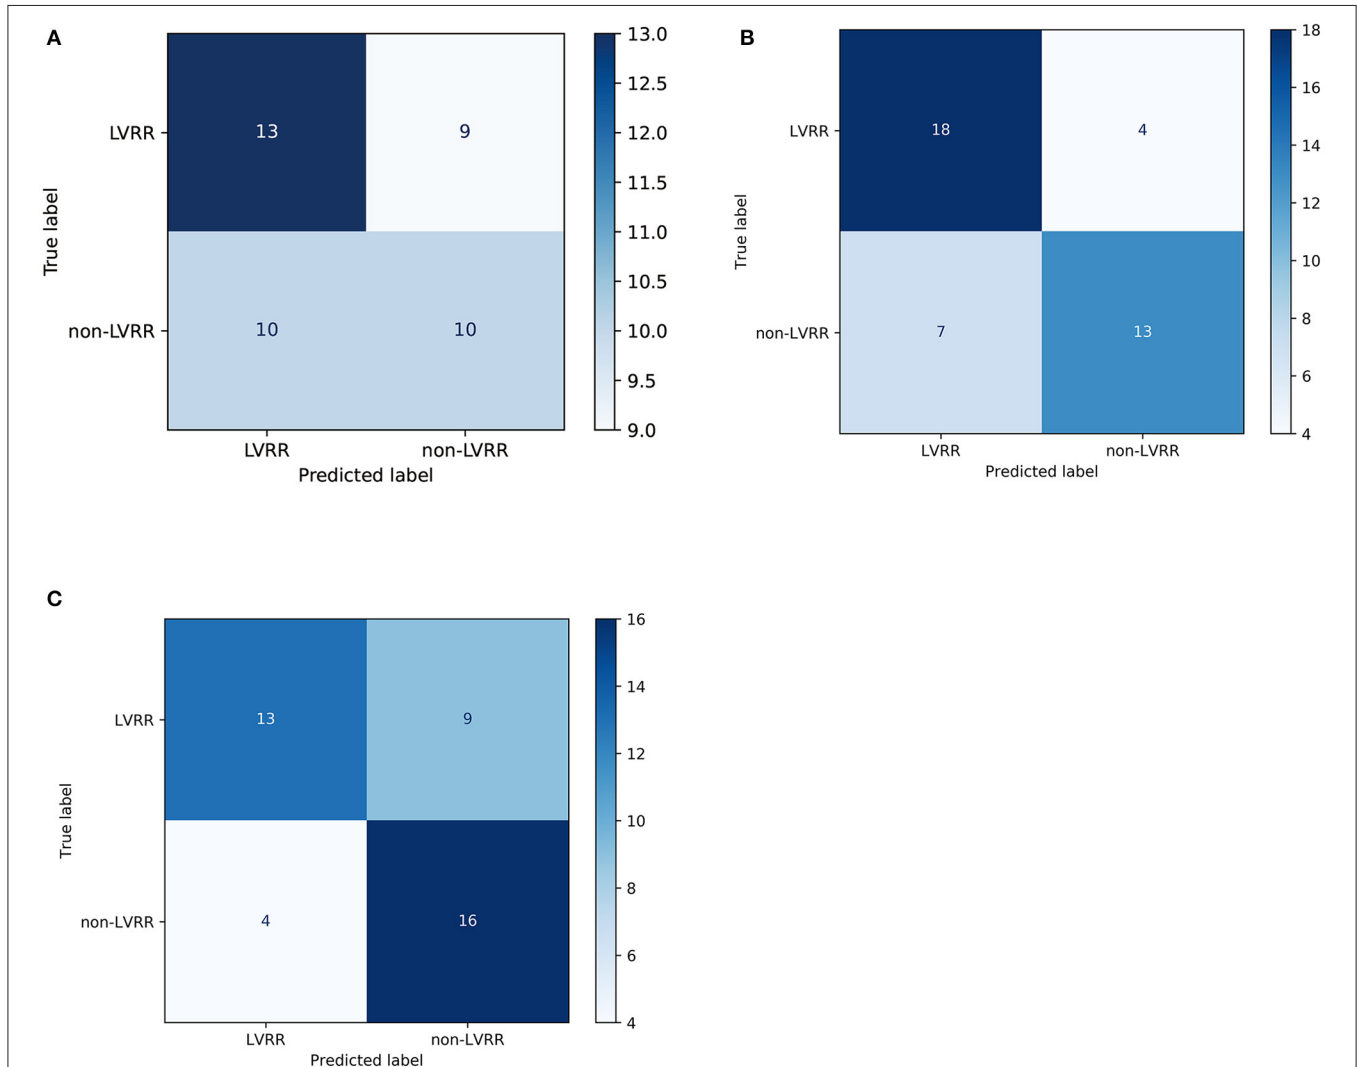 A
13.0
12.5
12.0
11.5
11.0
10.5
10.0
9.5
9.0
LVRR
13
9
non-LVRR
10
10
True label
LVRR
non-LVRR
Predicted label
B
18
16
14
12
10
8
6
4
LVRR
18
4
non-LVRR
7
13
True label
LVRR
non-LVRR
Predicted label
C
16
14
12
10
8
6
4
LVRR
13
9
non-LVRR
4
16
True label
LVRR
non-LVRR
Predicted label